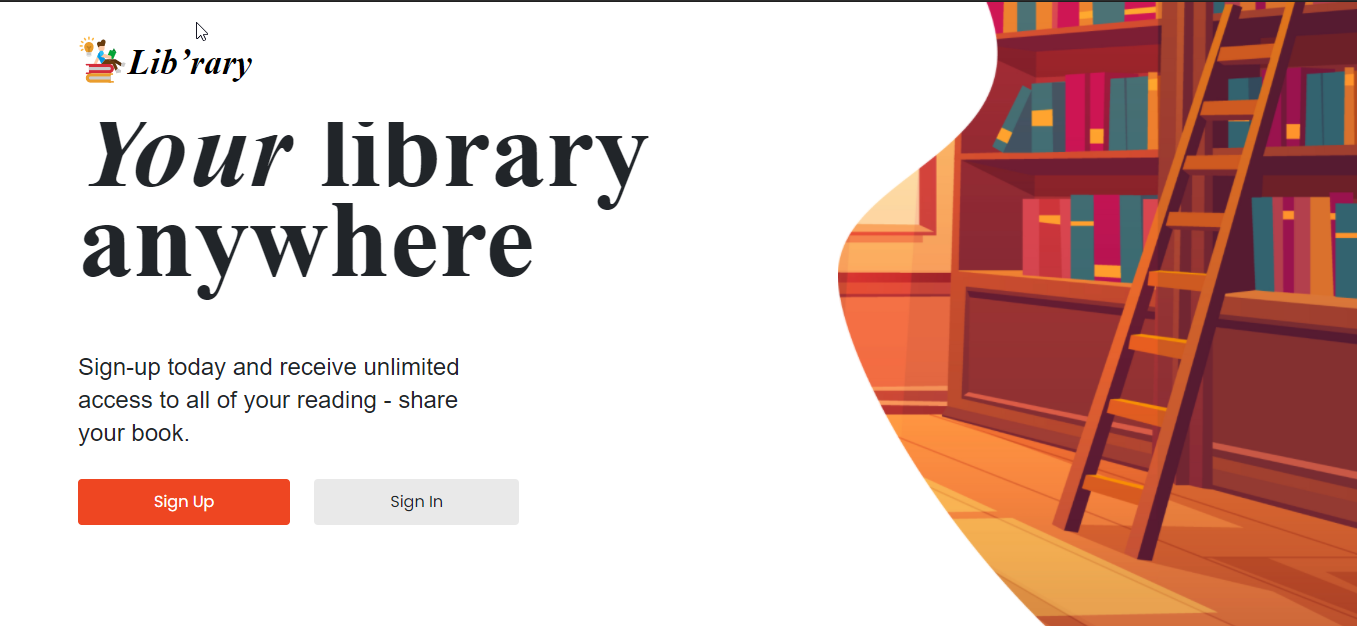 Lib’rary
Your library
anywhere
Sign-up today and receive unlimited
access to all of your reading - share
your book.
Sign Up
Sign In